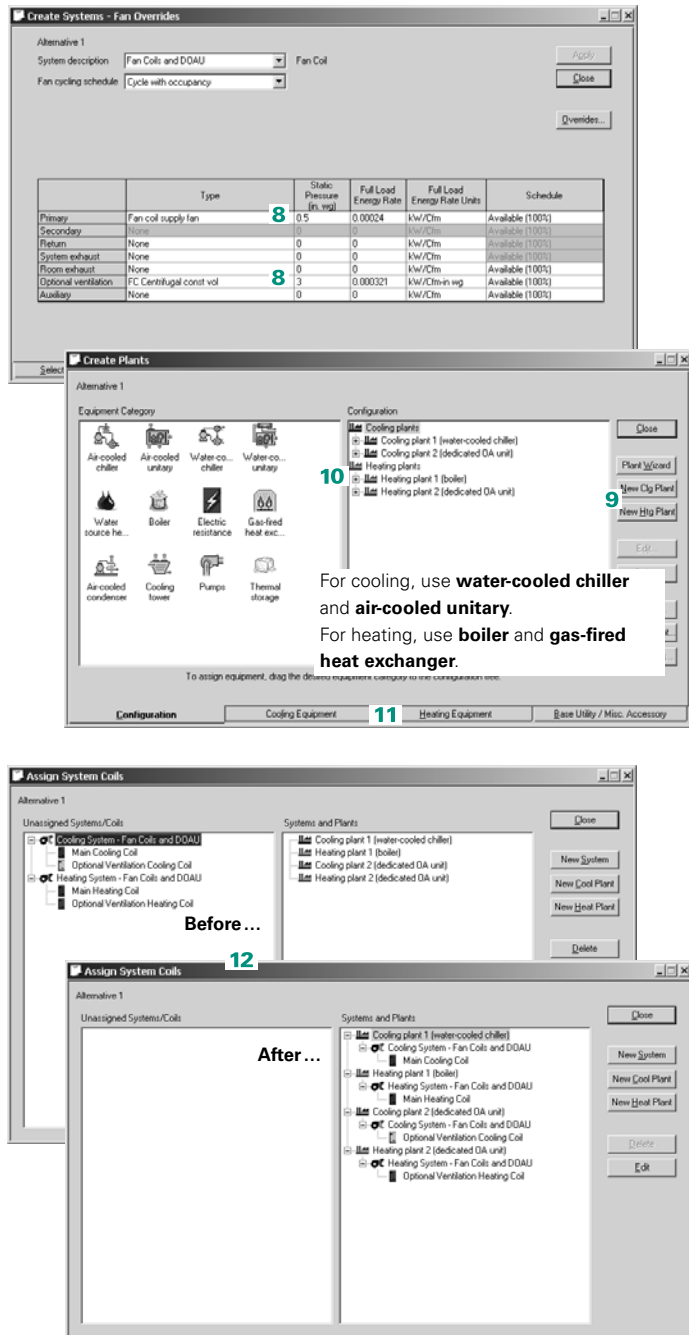 Create Systems - Fan Overrides
Alternative 1
System description Fan Coils and DOAU Fan Coil
Fan cycling schedule Cycle with occupancy
Apply
Close
Overrides...
Type Static Pressure (in. wg) Full Load Energy Rate Full Load Energy Rate Units Schedule
Primary Fan coil supply fan 8 0.5 0.00024 kW/Cfm Available (100%)
Secondary None 0 0 kW/Cfm Available (100%)
Return None 0 0 kW/Cfm Available (100%)
System exhaust None 0 0 kW/Cfm Available (100%)
Room exhaust None 0 0 kW/Cfm Available (100%)
Optional ventilation FC Centrifugal const vol 8 3 0.000321 kW/Cfm-in wg Available (100%)
Auxiliary None 0 0 kW/Cfm Available (100%)
Select
Create Plants
Alternative 1
Equipment Category
Air-cooled chiller Air-cooled unitary Water-co... chiller Water-co... unitary
Water source he... Boiler Electric resistance Gas-fired heat exc...
Air-cooled condenser Cooling tower Pumps Thermal storage
Configuration
Cooling plants
Cooling plant 1 (water-cooled chiller)
Cooling plant 2 (dedicated OA unit)
10 Heating plants
Heating plant 1 (boiler)
Heating plant 2 (dedicated OA unit)
Close
Plant Wizard
New Clg Plant
9
New Htg Plant
Edit...
For cooling, use water-cooled chiller
and air-cooled unitary.
For heating, use boiler and gas-fired
heat exchanger.
To assign equipment, drag the desired equipment category to the configuration tree.
Configuration Cooling Equipment 11 Heating Equipment Base Utility / Misc. Accessory
Assign System Coils
Alternative 1
Unassigned Systems/Coils
Cooling System - Fan Coils and DOAU
Main Cooling Coil
Optional Ventilation Cooling Coil
Heating System - Fan Coils and DOAU
Main Heating Coil
Optional Ventilation Heating Coil
Before...
Systems and Plants
Cooling plant 1 (water-cooled chiller)
Heating plant 1 (boiler)
Cooling plant 2 (dedicated OA unit)
Heating plant 2 (dedicated OA unit)
Close
New System
New Cool Plant
New Heat Plant
Delete
12
Assign System Coils
Alternative 1
Unassigned Systems/Coils
After...
Systems and Plants
Cooling plant 1 (water-cooled chiller)
Cooling System - Fan Coils and DOAU
Main Cooling Coil
Heating plant 1 (boiler)
Heating System - Fan Coils and DOAU
Main Heating Coil
Cooling plant 2 (dedicated OA unit)
Cooling System - Fan Coils and DOAU
Optional Ventilation Cooling Coil
Heating plant 2 (dedicated OA unit)
Heating System - Fan Coils and DOAU
Optional Ventilation Heating Coil
Close
New System
New Cool Plant
New Heat Plant
Delete
Edit